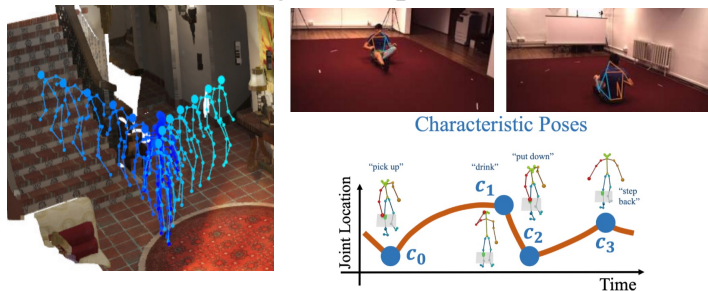 Characteristic Poses
"pick up"
"drink"
"put down"
"step
back"
c0
c1
c2
c3
Joint Location
Time